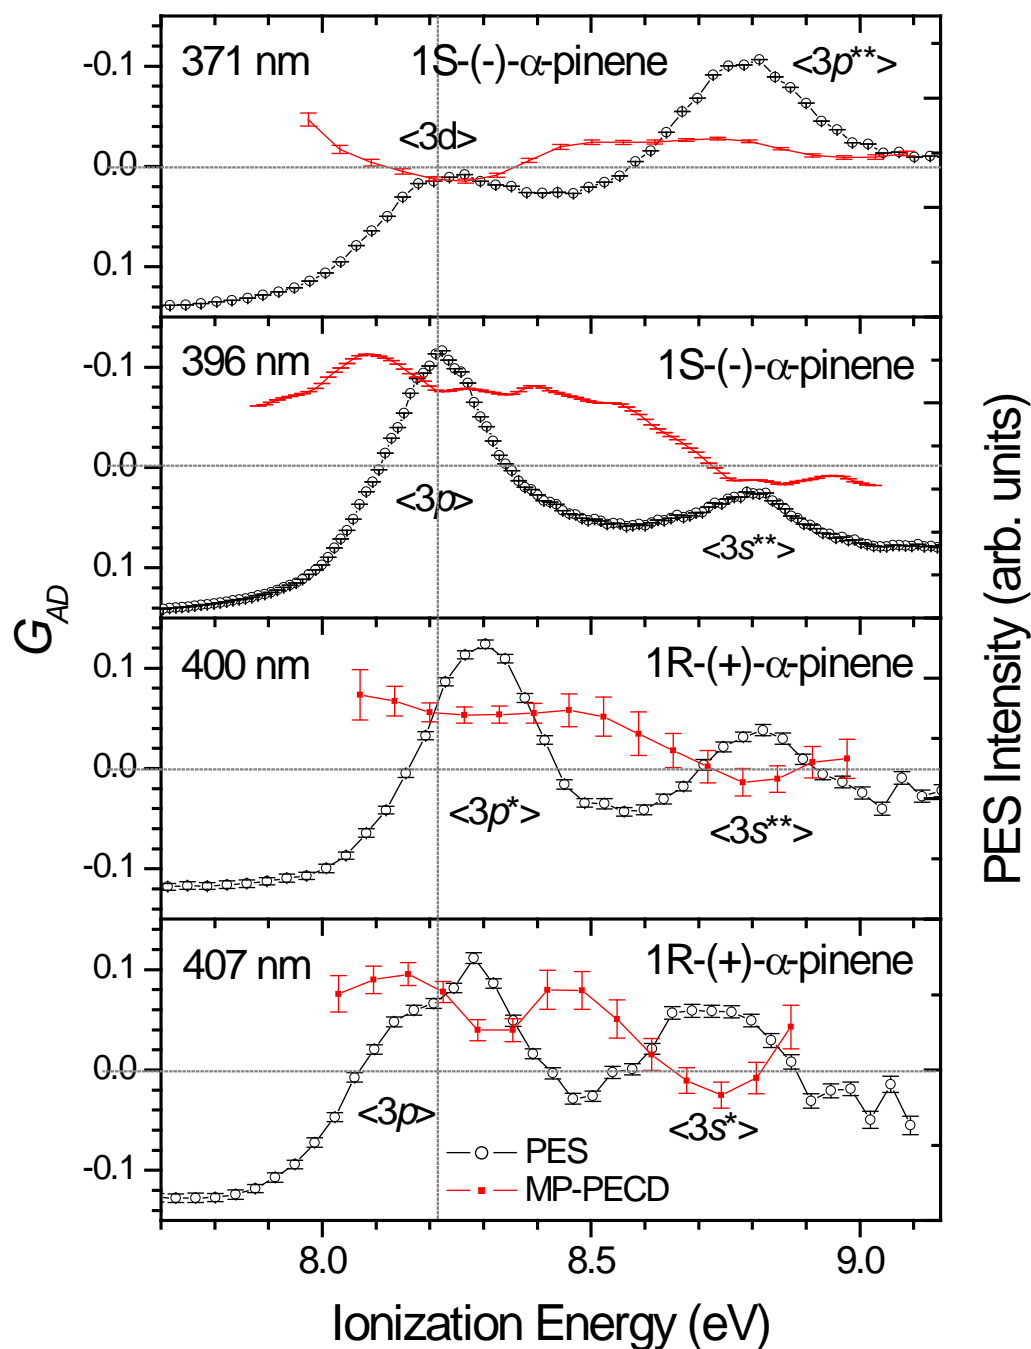 371 nm
1S-(-)-α-pinene
<3p**>
<3d>
-0.1
0.0
0.1
396 nm
1S-(-)-α-pinene
<3p>
<3s**>
-0.1
0.0
0.1
400 nm
1R-(+)-α-pinene
<3p*>
<3s**>
0.1
0.0
-0.1
407 nm
1R-(+)-α-pinene
<3p>
<3s*>
PES
MP-PECD
0.1
0.0
-0.1
G_AD
PES Intensity (arb. units)
8.0 8.5 9.0
Ionization Energy (eV)